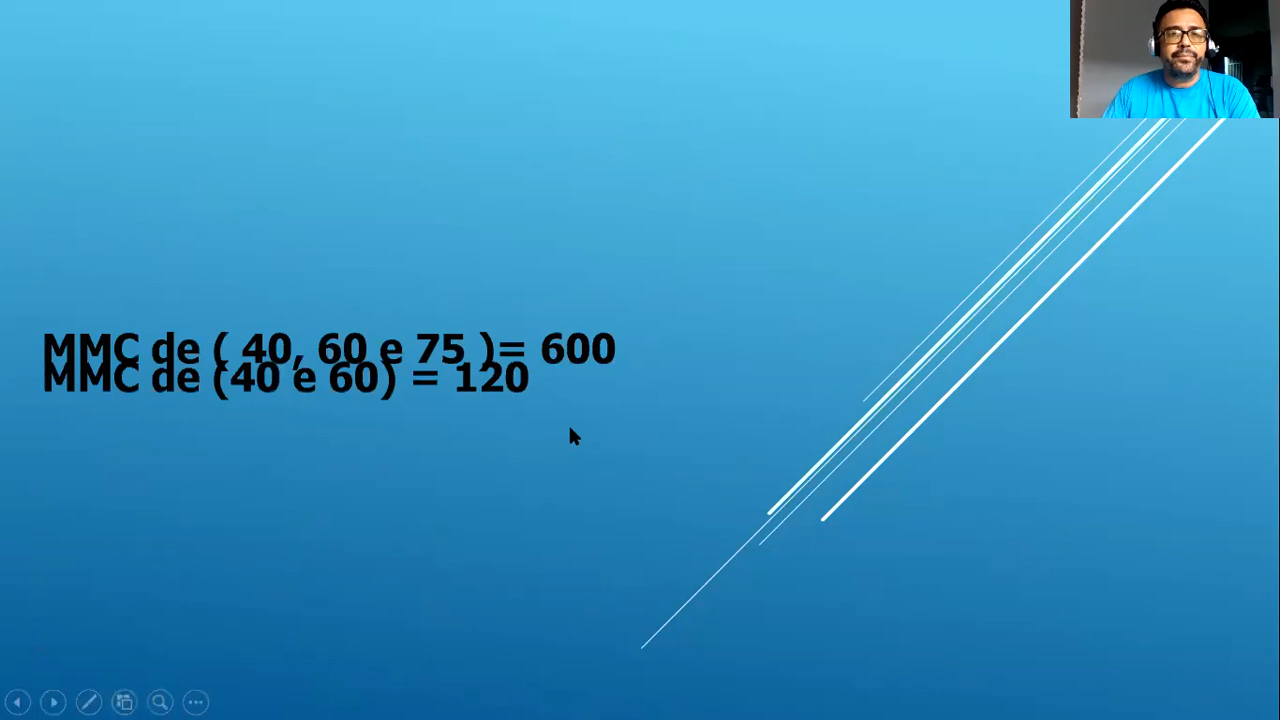 MMC de ( 40, 60 e 75 )= 600
MMC de (40 e 60) = 120